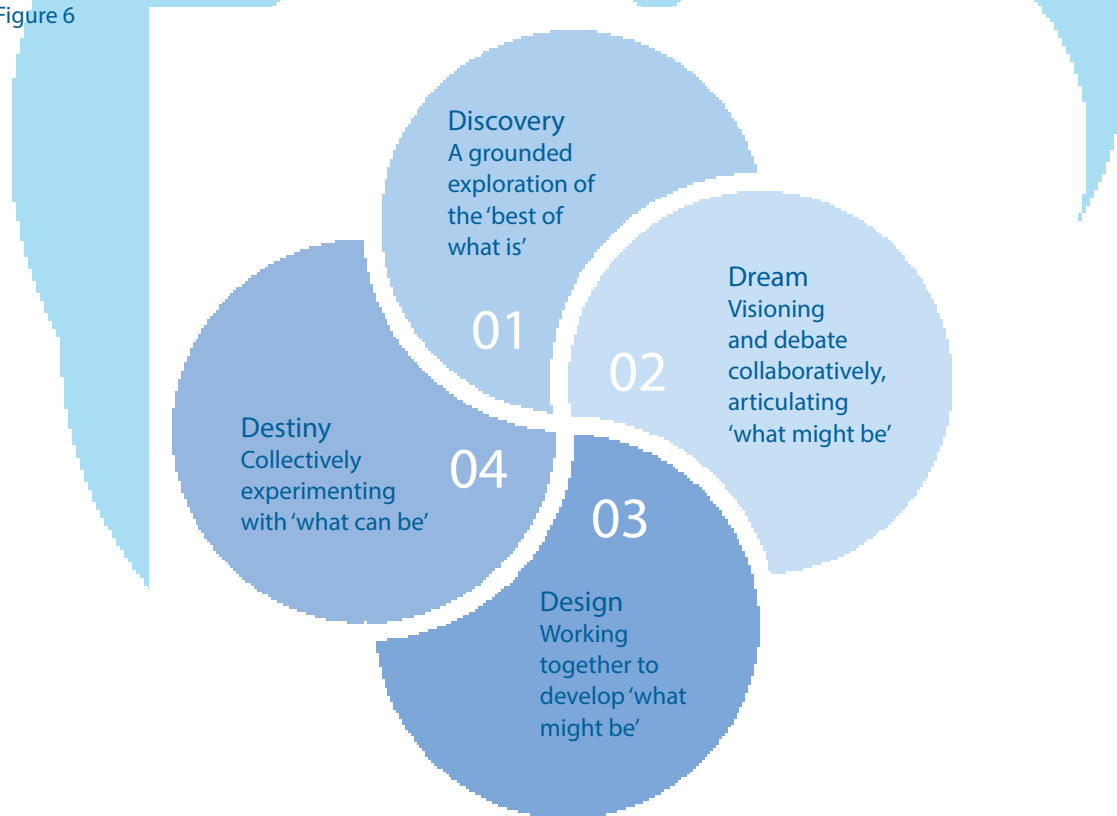 Figure 6
Discovery
A grounded
exploration of
the ‘best of
what is’
01
Dream
Visioning
and debate
collaboratively,
articulating
‘what might be’
02
03
Design
Working
together to
develop ‘what
might be’
Destiny
Collectively
experimenting
with ‘what can be’
04